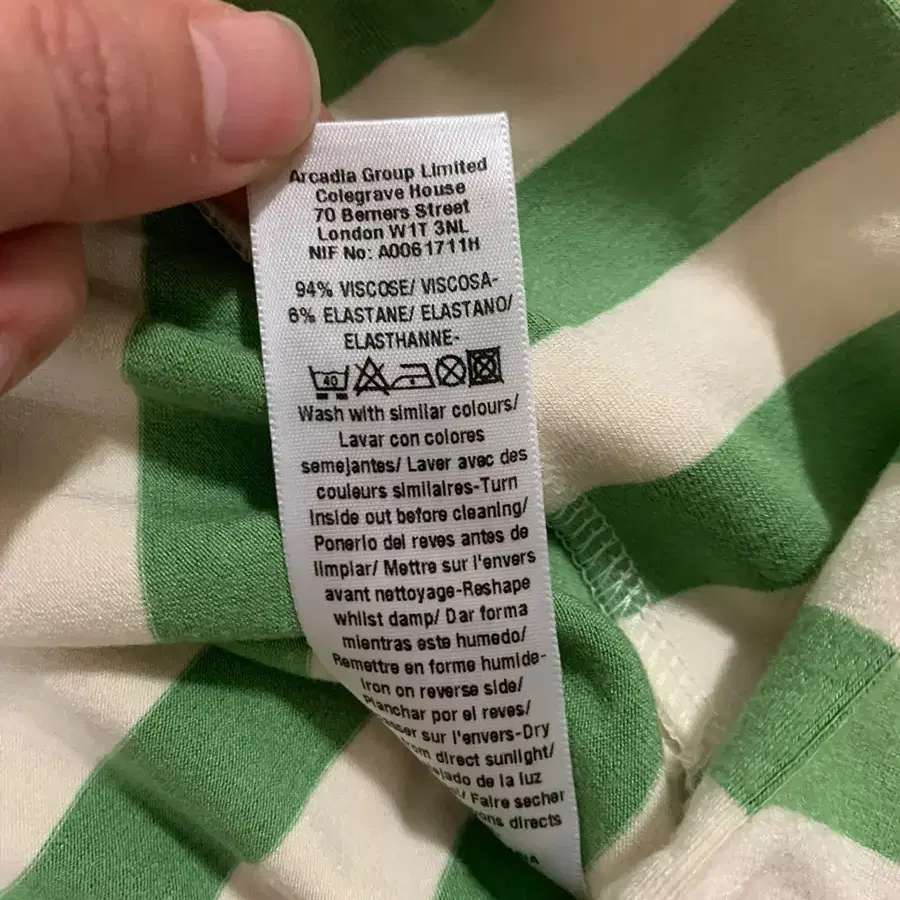 Arcadia Group Limited
Colegrave House
70 Berners Street
London W1T 3NL
NIF No: A0061711H
94% VISCOSE/ VISCOSA-
6% ELASTANE/ ELASTANO/
ELASTHANNE-
40
Wash with similar colours/
Lavar con colores
semejantes/ Laver avec des
couleurs similaires-Turn
Inside out before cleaning/
Ponerlo del reves antes de
limpiar/ Mettre sur l'envers
avant nettoyage-Reshape
whilst damp/ Dar forma
mientras este humedo/
Remettre en forme humide-
Iron on reverse side/
Planchar por el reves/
sur l'envers-Dry
direct sunlight/
de la luz
Faire secher
directs